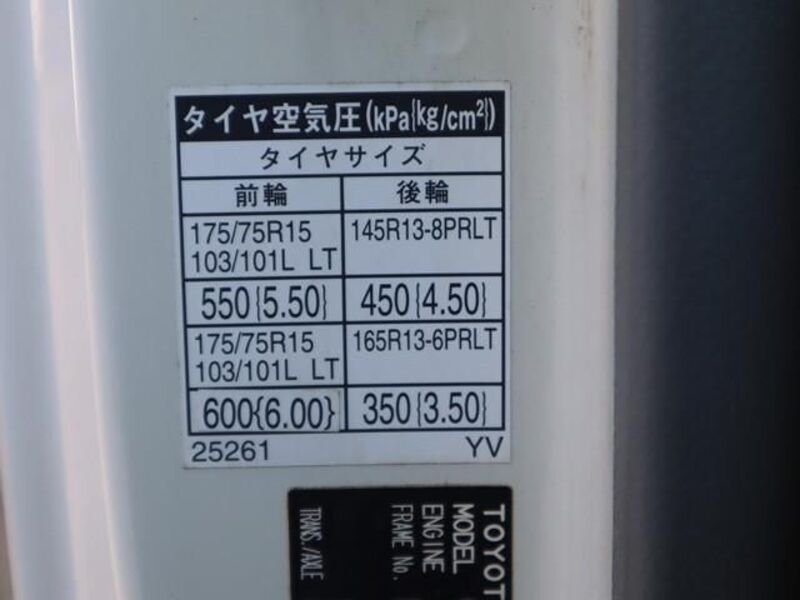 タイヤ空気圧(kPa{kg/cm²})
タイヤサイズ
前輪 後輪
175/75R15 145R13-8PRLT
103/101L LT
550{5.50} 450{4.50}
175/75R15 165R13-6PRLT
103/101L LT
600{6.00} 350{3.50}
25261 YV
TOYOT
MODEL
ENGINE
FRAME No.
TRANS./AXLE